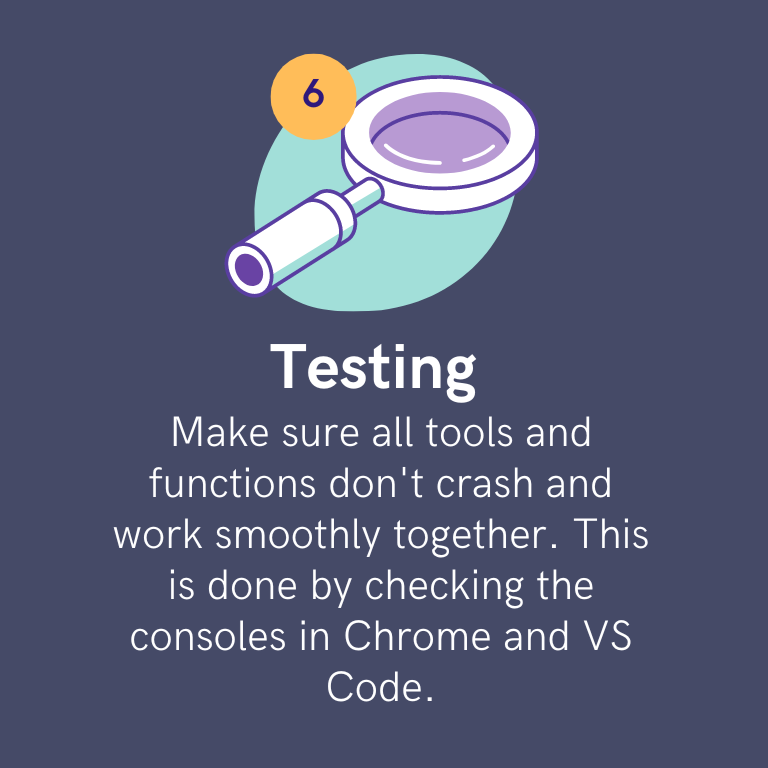 6
Testing
Make sure all tools and
functions don't crash and
work smoothly together. This
is done by checking the
consoles in Chrome and VS
Code.